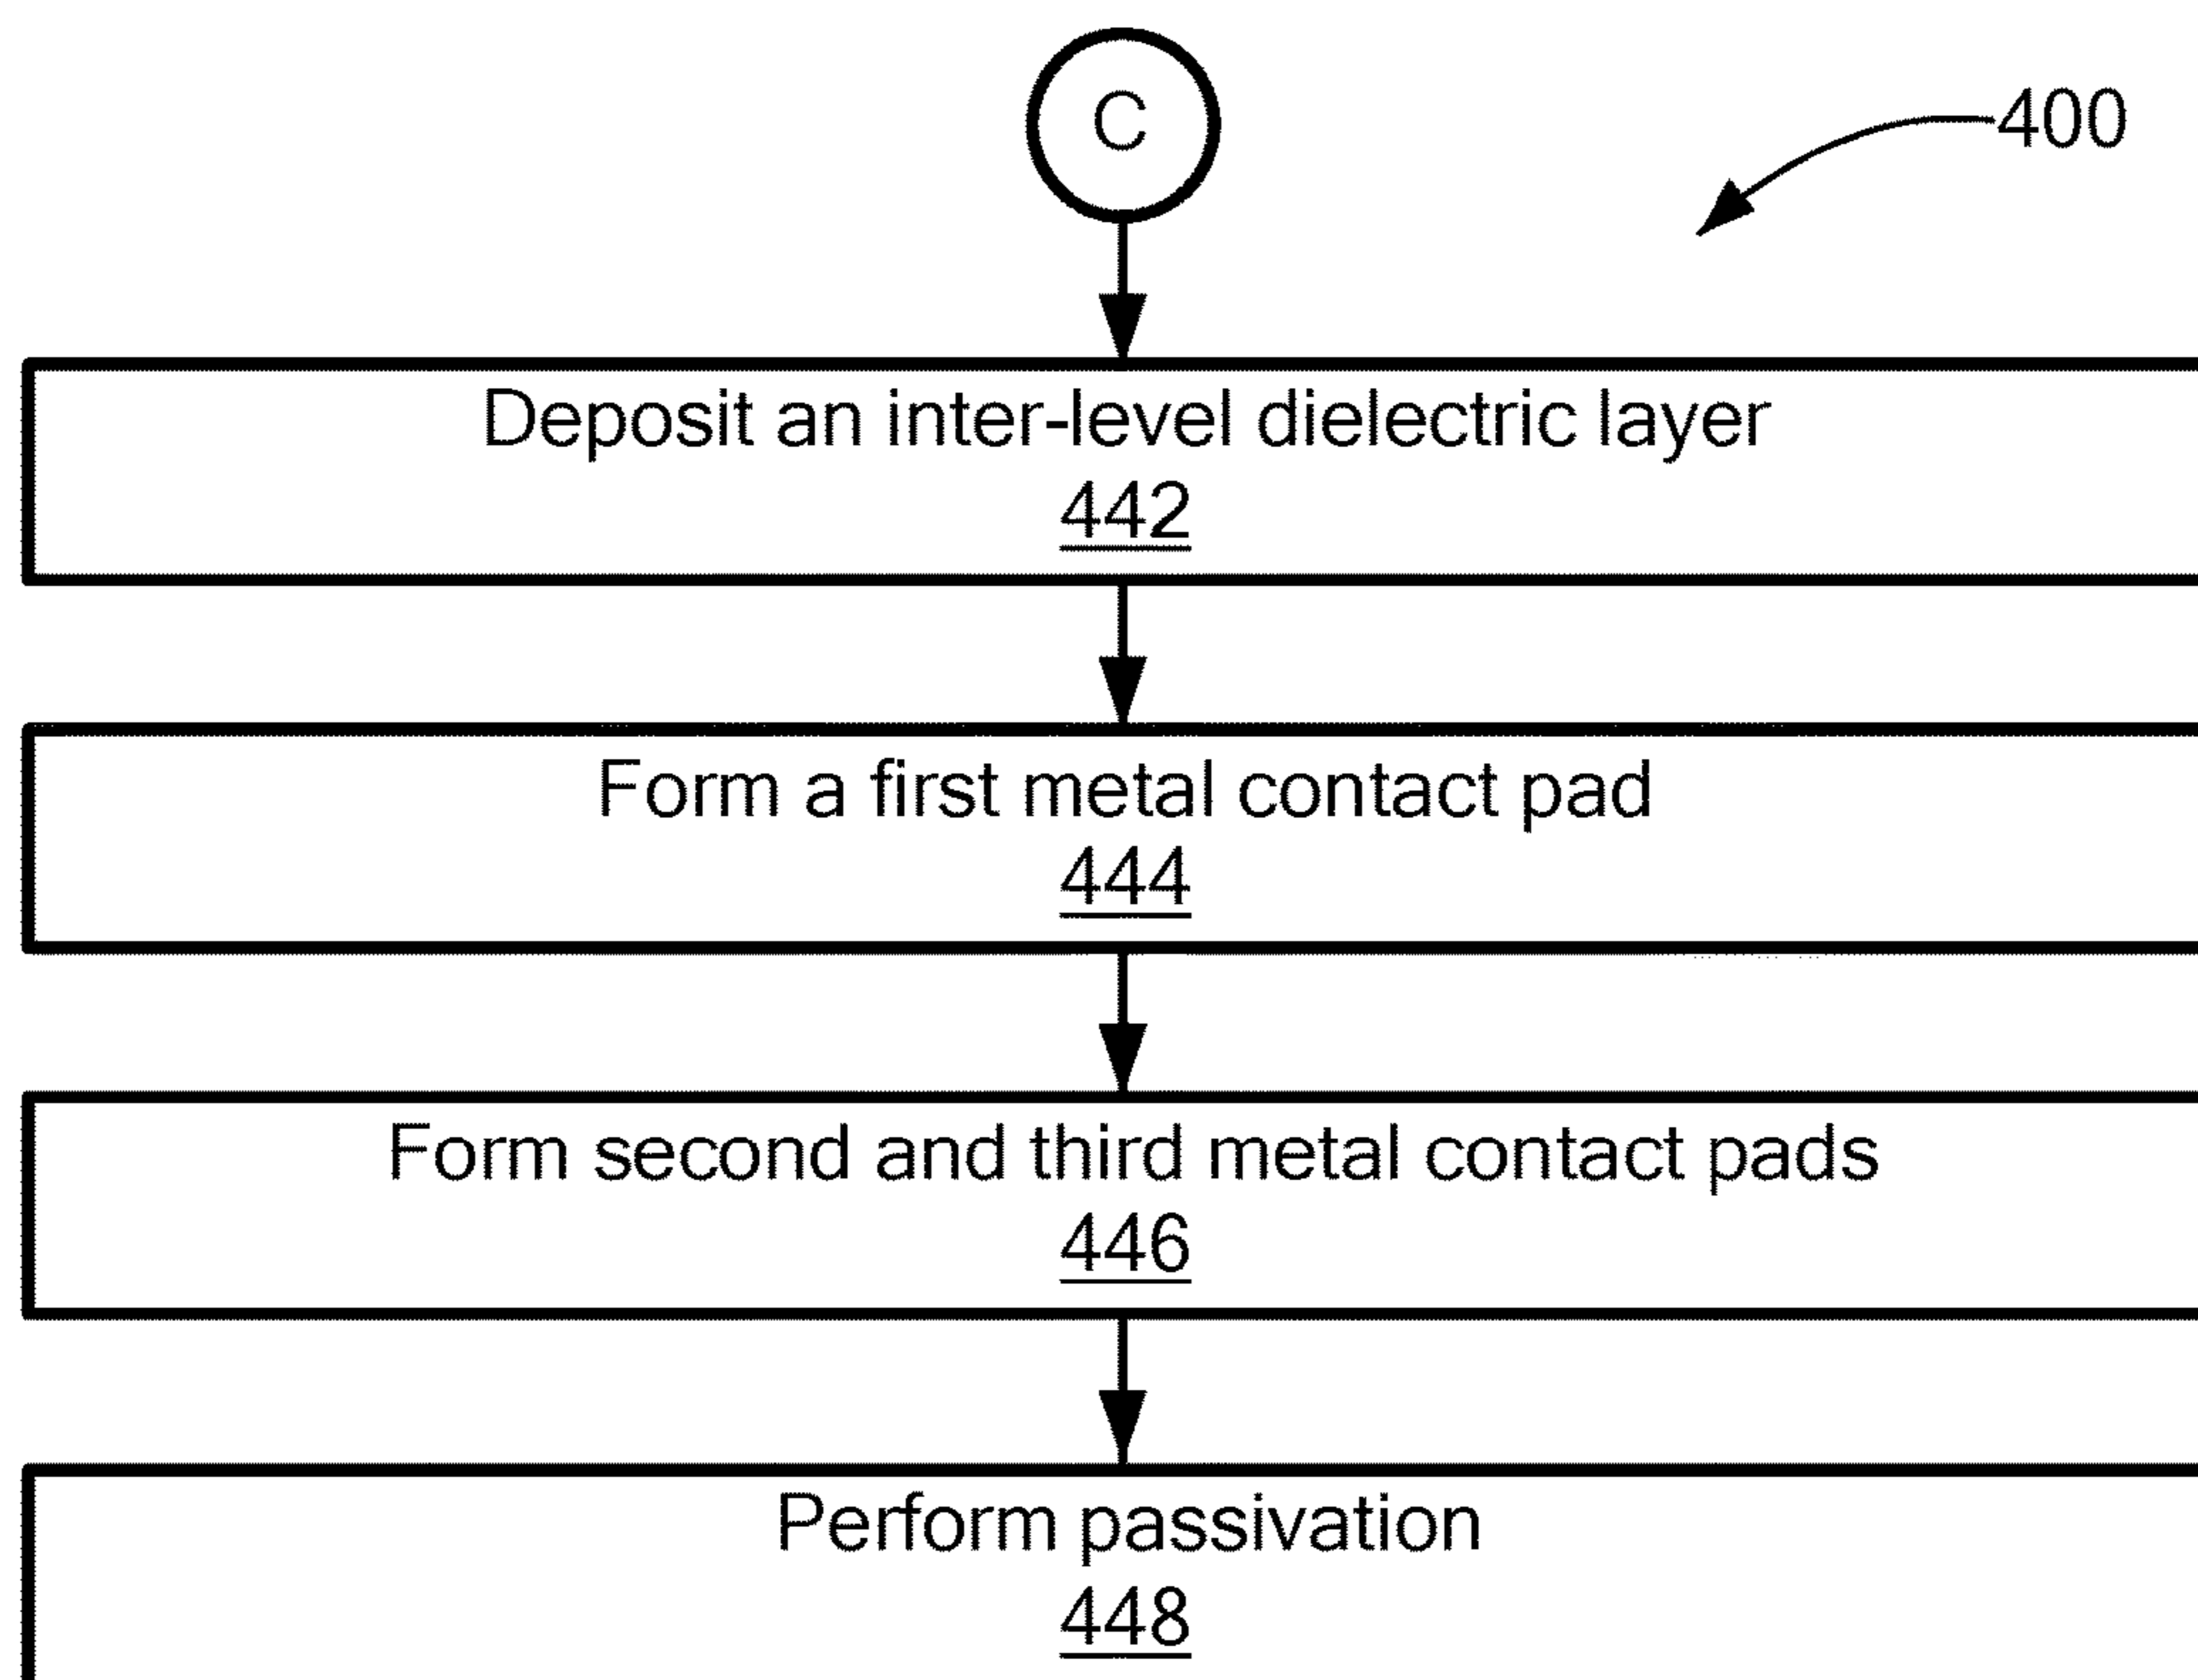 C
400
Deposit an inter-level dielectric layer
442
Form a first metal contact pad
444
Form second and third metal contact pads
446
Perform passivation
448